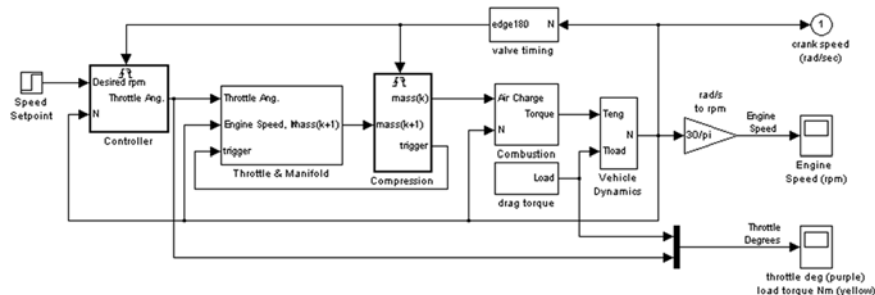 edge180 N
valve timing
1
crank speed
(rad/sec)
Speed
Setpoint
Desired rpm
Throttle Ang.
N
Controller
Throttle Ang.
Engine Speed, N
mass(k+1)
trigger
Throttle & Manifold
mass(k)
mass(k+1)
trigger
Compression
Air Charge
Torque
N
Combustion
Load
drag torque
Teng
N
Tload
Vehicle
Dynamics
rad/s
to rpm
30/pi
Engine
Speed
Engine
Speed (rpm)
Throttle
Degrees
throttle deg (purple)
load torque Nm (yellow)